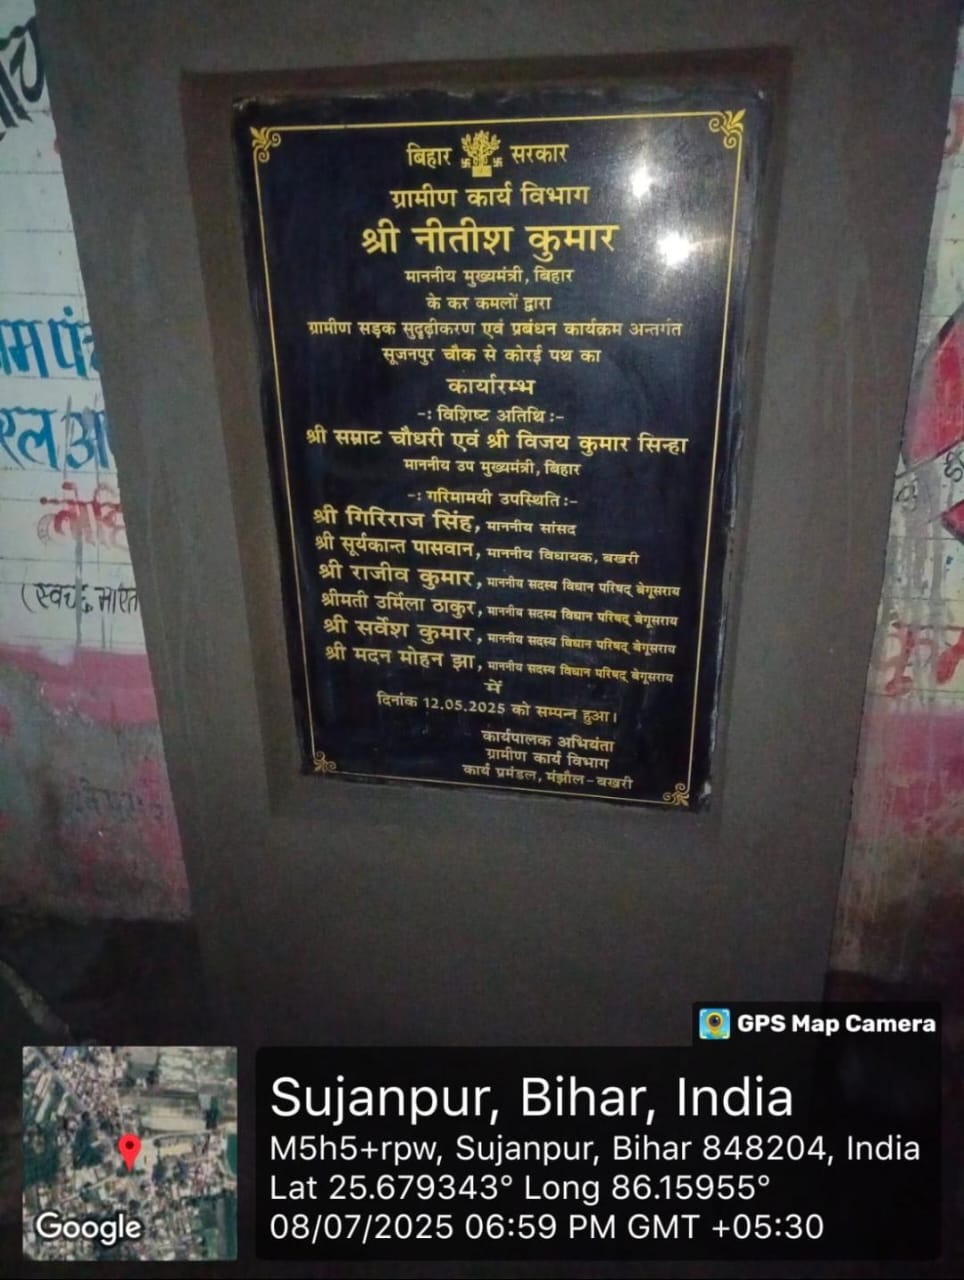 बिहार सरकार
ग्रामीण कार्य विभाग
श्री नीतीश कुमार
माननीय मुख्यमंत्री, बिहार
के कर कमलों द्वारा
ग्रामीण सड़क सुदृढ़ीकरण एवं प्रबंधन कार्यक्रम अन्तर्गत
सूजनपुर चौक से कोरई पथ का
कार्यारम्भ
-: विशिष्ट अतिथि :-
श्री सम्राट चौधरी एवं श्री विजय कुमार सिन्हा
माननीय उप मुख्यमंत्री, बिहार
-: गरिमामयी उपस्थिति :-
श्री गिरिराज सिंह, माननीय सांसद
श्री सूर्यकान्त पासवान, माननीय विधायक, बखरी
श्री राजीव कुमार, माननीय सदस्य विधान परिषद् बेगूसराय
श्रीमती उर्मिला ठाकुर, माननीय सदस्य विधान परिषद् बेगूसराय
श्री सर्वेश कुमार, माननीय सदस्य विधान परिषद् बेगूसराय
श्री मदन मोहन झा, माननीय सदस्य विधान परिषद् बेगूसराय
में
दिनांक 12.05.2025 को सम्पन्न हुआ।
कार्यपालक अभियंता
ग्रामीण कार्य विभाग
कार्य प्रमंडल, मंझौल-बखरी
(स्वच्छ भारत
GPS Map Camera
Google
Sujanpur, Bihar, India
M5h5+rpw, Sujanpur, Bihar 848204, India
Lat 25.679343° Long 86.15955°
08/07/2025 06:59 PM GMT +05:30